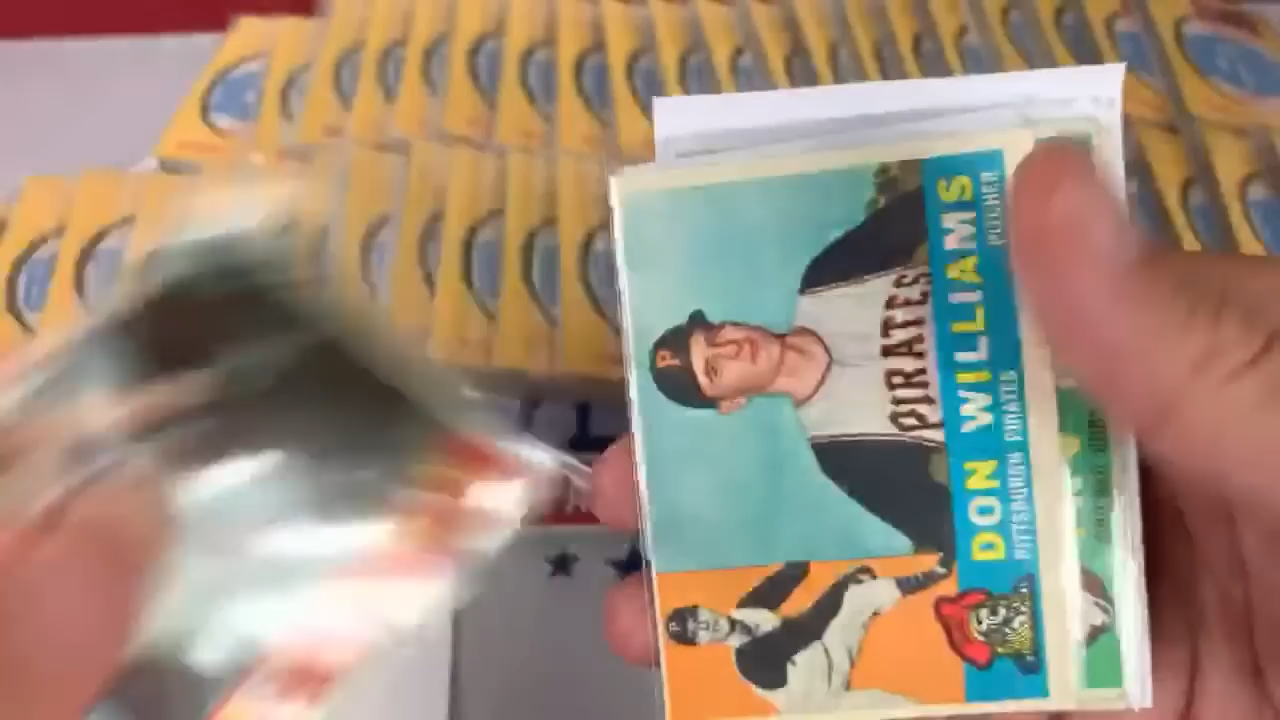 DON WILLIAMS
PITTSBURGH PIRATES PITCHER
PIRATES
P
P